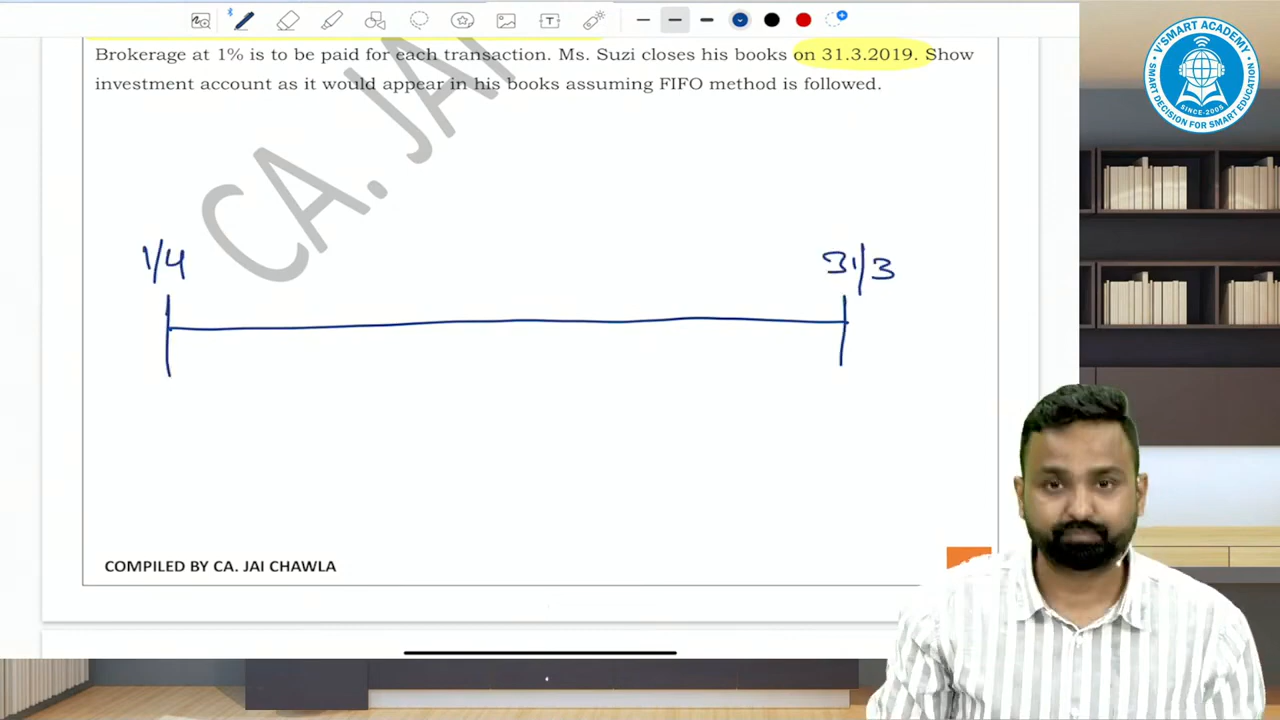 Brokerage at 1% is to be paid for each transaction. Ms. Suzi closes his books on 31.3.2019. Show
investment account as it would appear in his books assuming FIFO method is followed.
CA. JAI
1/4
31/3
COMPILED BY CA. JAI CHAWLA
V'SMART ACADEMY
SMART DECISION FOR SMART EDUCATION
SINCE-2005
T